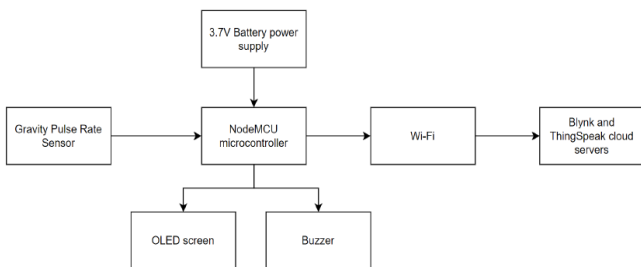 3.7V Battery power
supply
Gravity Pulse Rate
Sensor
NodeMCU
microcontroller
Wi-Fi
Blynk and
ThingSpeak cloud
servers
OLED screen
Buzzer